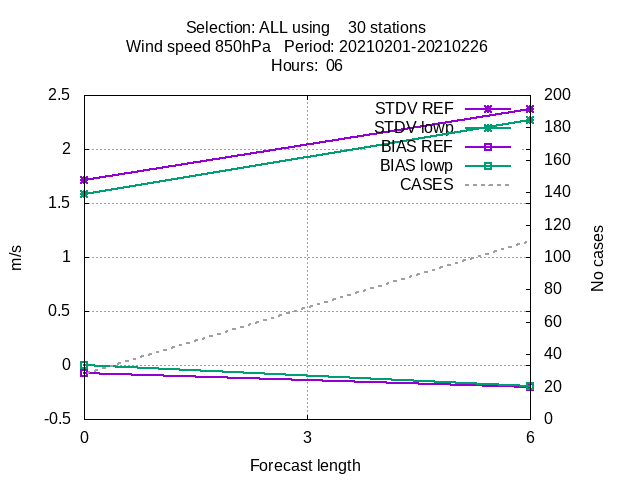 Selection: ALL using 30 stations
Wind speed 850hPa Period: 20210201-20210226
Hours: 06
2.5
2
1.5
1
0.5
0
-0.5
m/s
STDV REF
STDV lowp
BIAS REF
BIAS lowp
CASES
200
180
160
140
120
100
80
60
40
20
0
No cases
0 3 6
Forecast length